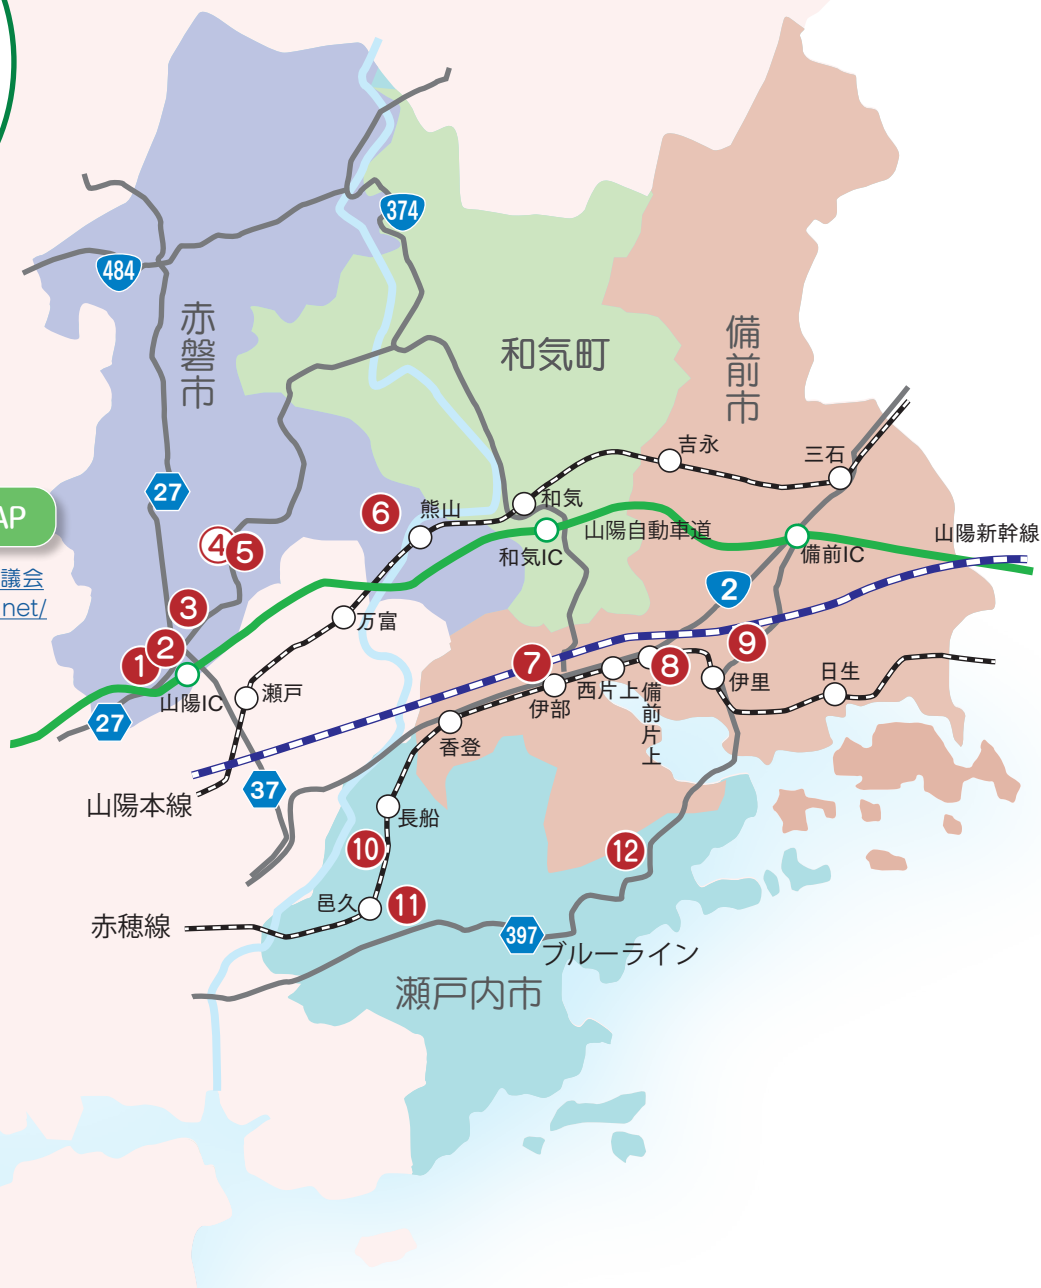 374
484
赤磐市
和気町
備前市
吉永
三石
27
AP
⑥
熊山
和気
山陽自動車道
和気IC
備前IC
山陽新幹線
④
⑤
議会
net/
2
③
万富
②
①
⑦
⑧
⑨
山陽IC
瀬戸
伊部
西片上
備前片上
伊里
日生
27
香登
37
山陽本線
長船
⑩
⑫
邑久
⑪
赤穂線
397
ブルーライン
瀬戸内市